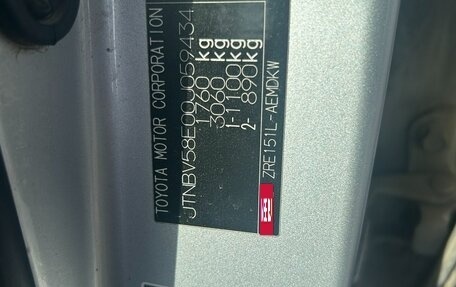 TOYOTA MOTOR CORPORATION
JTNBV58E00J059434
1760 kg
3060 kg
1-1100kg
2- 890kg
ZRE151L-AEMDKW